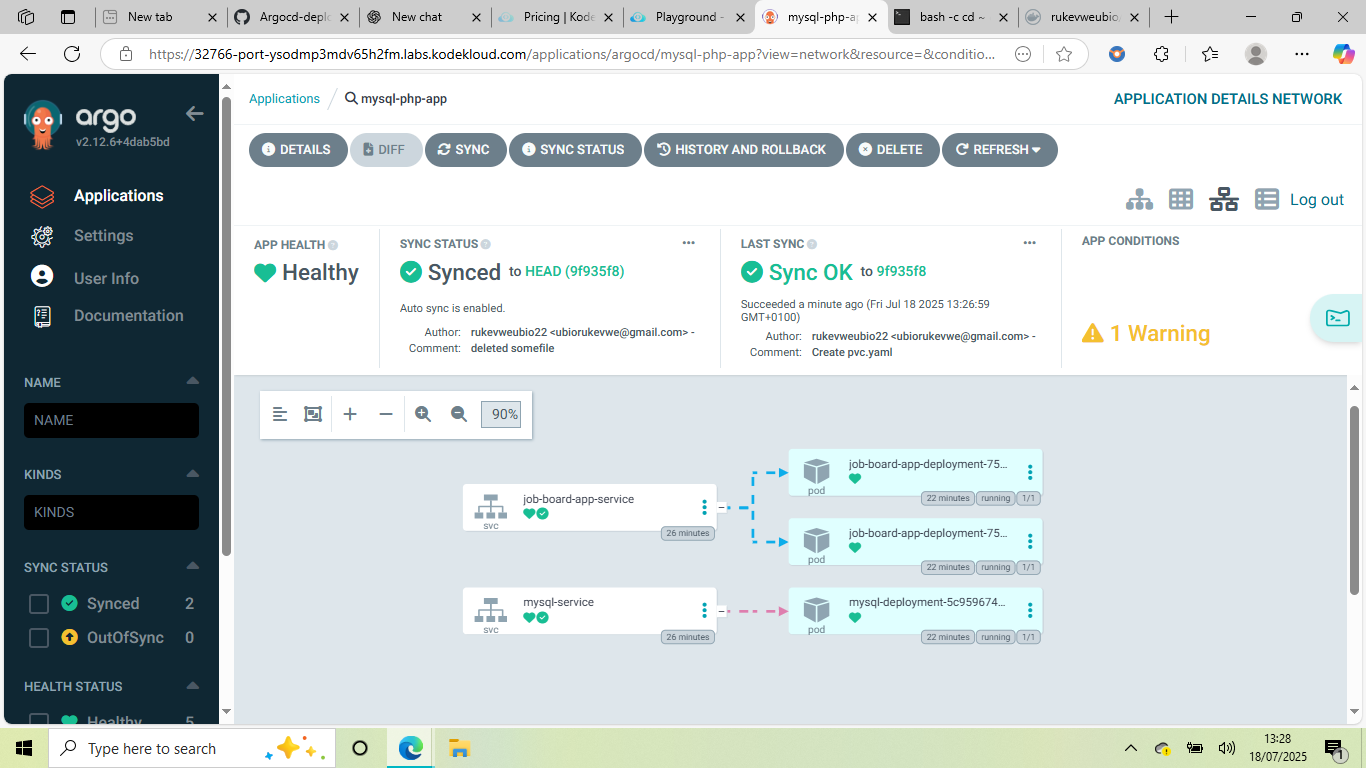 New tab
Argocd-depl
New chat
Pricing | Kode
Playground -
mysql-php-ap
bash -c cd ~
rukevweubio
https://32766-port-ysodmp3mdv65h2fm.labs.kodekloud.com/applications/argocd/mysql-php-app?view=network&resource=&conditio...
argo
v2.12.6+4dab5bd
Applications
Settings
User Info
Documentation
NAME
NAME
KINDS
KINDS
SYNC STATUS
Synced 2
OutOfSync 0
HEALTH STATUS
Healthy 5
Applications / mysql-php-app
APPLICATION DETAILS NETWORK
DETAILS
DIFF
SYNC
SYNC STATUS
HISTORY AND ROLLBACK
DELETE
REFRESH
Log out
APP HEALTH
Healthy
SYNC STATUS
Synced to HEAD (9f935f8)
Auto sync is enabled.
Author: rukevweubio22 <ubiorukevwe@gmail.com> -
Comment: deleted somefile
LAST SYNC
Sync OK to 9f935f8
Succeeded a minute ago (Fri Jul 18 2025 13:26:59
GMT+0100)
Author: rukevweubio22 <ubiorukevwe@gmail.com> -
Comment: Create pvc.yaml
APP CONDITIONS
1 Warning
90%
job-board-app-service
svc
26 minutes
job-board-app-deployment-75...
pod
22 minutes running 1/1
job-board-app-deployment-75...
pod
22 minutes running 1/1
mysql-service
svc
26 minutes
mysql-deployment-5c959674...
pod
22 minutes running 1/1
Type here to search
13:28
18/07/2025
1